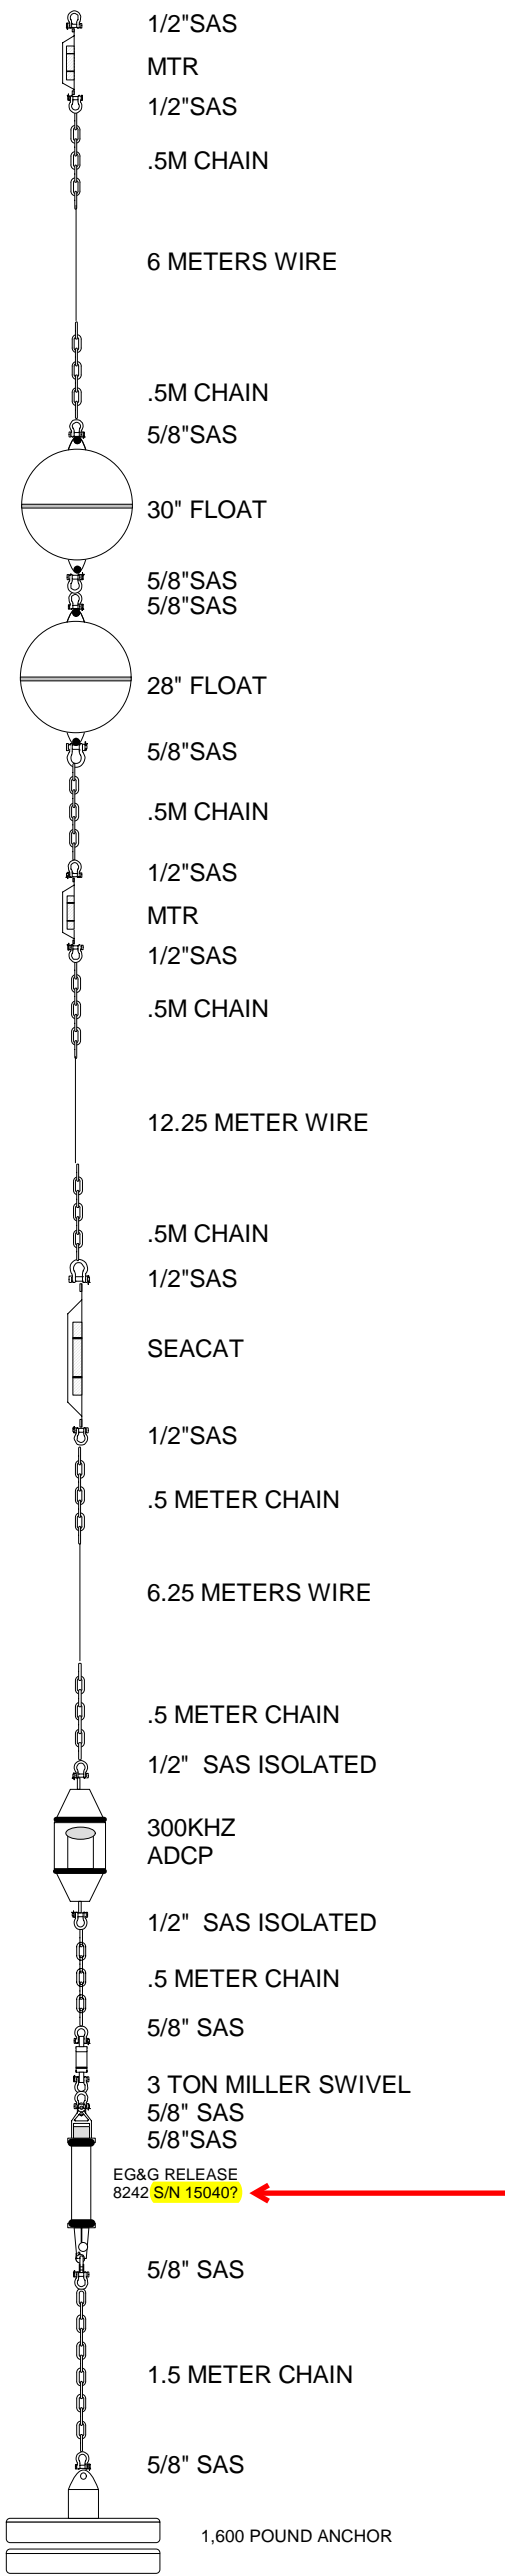 1/2"SAS
MTR
1/2"SAS
.5M CHAIN
6 METERS WIRE
.5M CHAIN
5/8"SAS
30" FLOAT
5/8"SAS
5/8"SAS
28" FLOAT
5/8"SAS
.5M CHAIN
1/2"SAS
MTR
1/2"SAS
.5M CHAIN
12.25 METER WIRE
.5M CHAIN
1/2"SAS
SEACAT
1/2"SAS
.5 METER CHAIN
6.25 METERS WIRE
.5 METER CHAIN
1/2"  SAS ISOLATED
300KHZ
ADCP
1/2"  SAS ISOLATED
.5 METER CHAIN
5/8" SAS
3 TON MILLER SWIVEL
5/8" SAS
5/8"SAS
EG&G RELEASE
8242 S/N 15040?
5/8" SAS
1.5 METER CHAIN
5/8" SAS
1,600 POUND ANCHOR